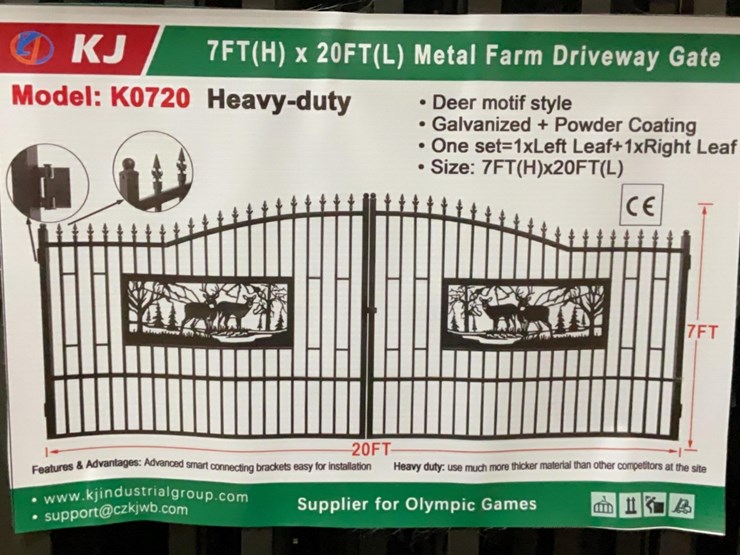 KJ
7FT(H) x 20FT(L) Metal Farm Driveway Gate
Model: K0720 Heavy-duty
• Deer motif style
• Galvanized + Powder Coating
• One set=1xLeft Leaf+1xRight Leaf
• Size: 7FT(H)x20FT(L)
CE
7FT
20FT
Features & Advantages: Advanced smart connecting brackets easy for installation Heavy duty: use much more thicker material than other competitors at the site
• www.kjindustrialgroup.com
• support@czkjwb.com
Supplier for Olympic Games